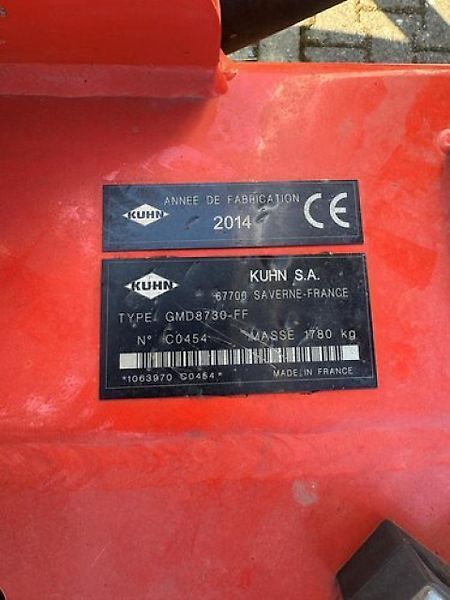 KUHN
ANNEE DE FABRICATION
2014
CE
KUHN
KUHN S.A.
67700 SAVERNE-FRANCE
TYPE. GMD8730-FF
N° C0454 MASSE 1780 kg
*1063970 C0454*
MADE IN FRANCE